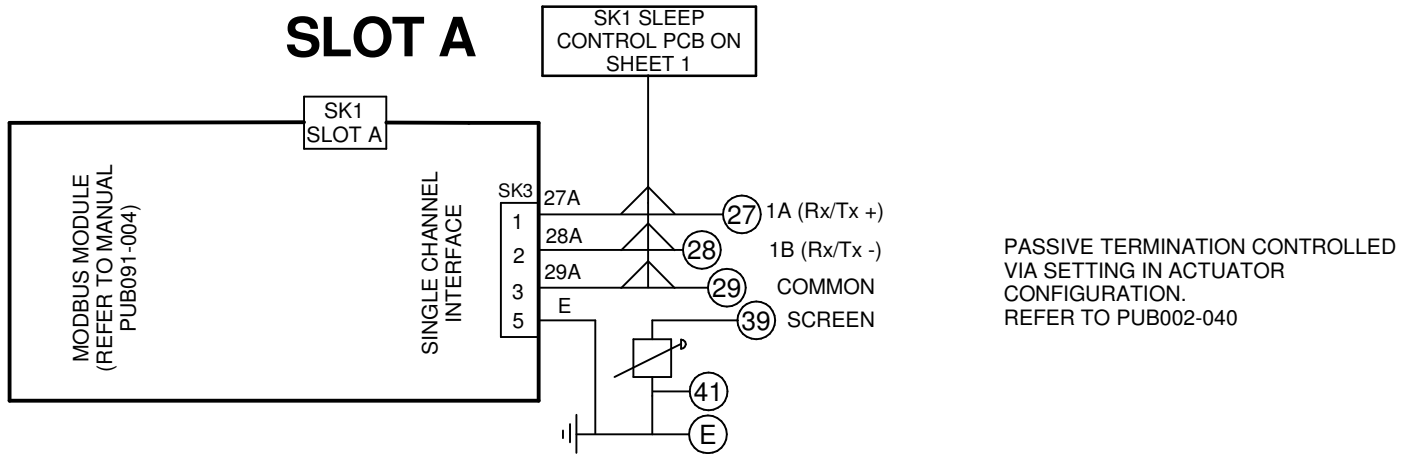 SLOT A
SK1 SLEEP
CONTROL PCB ON
SHEET 1
SK1
SLOT A
MODBUS MODULE
(REFER TO MANUAL
PUB091-004)
SINGLE CHANNEL
INTERFACE
SK3
1
2
3
5
27A
28A
29A
E
27 1A (Rx/Tx +)
28 1B (Rx/Tx -)
29 COMMON
39 SCREEN
41
E
PASSIVE TERMINATION CONTROLLED
VIA SETTING IN ACTUATOR
CONFIGURATION.
REFER TO PUB002-040